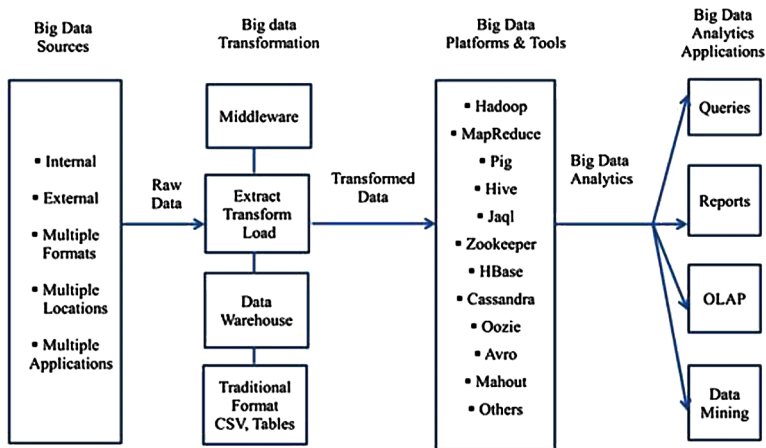 Big Data
Sources
Big data
Transformation
Big Data
Platforms & Tools
Big Data
Analytics
Applications
▪ Internal
▪ External
▪ Multiple
Formats
▪ Multiple
Locations
▪ Multiple
Applications
Raw
Data
Middleware
Extract
Transform
Load
Data
Warehouse
Traditional
Format
CSV, Tables
Transformed
Data
▪ Hadoop
▪ MapReduce
▪ Pig
▪ Hive
▪ Jaql
▪ Zookeeper
▪ HBase
▪ Cassandra
▪ Oozie
▪ Avro
▪ Mahout
▪ Others
Big Data
Analytics
Queries
Reports
OLAP
Data
Mining